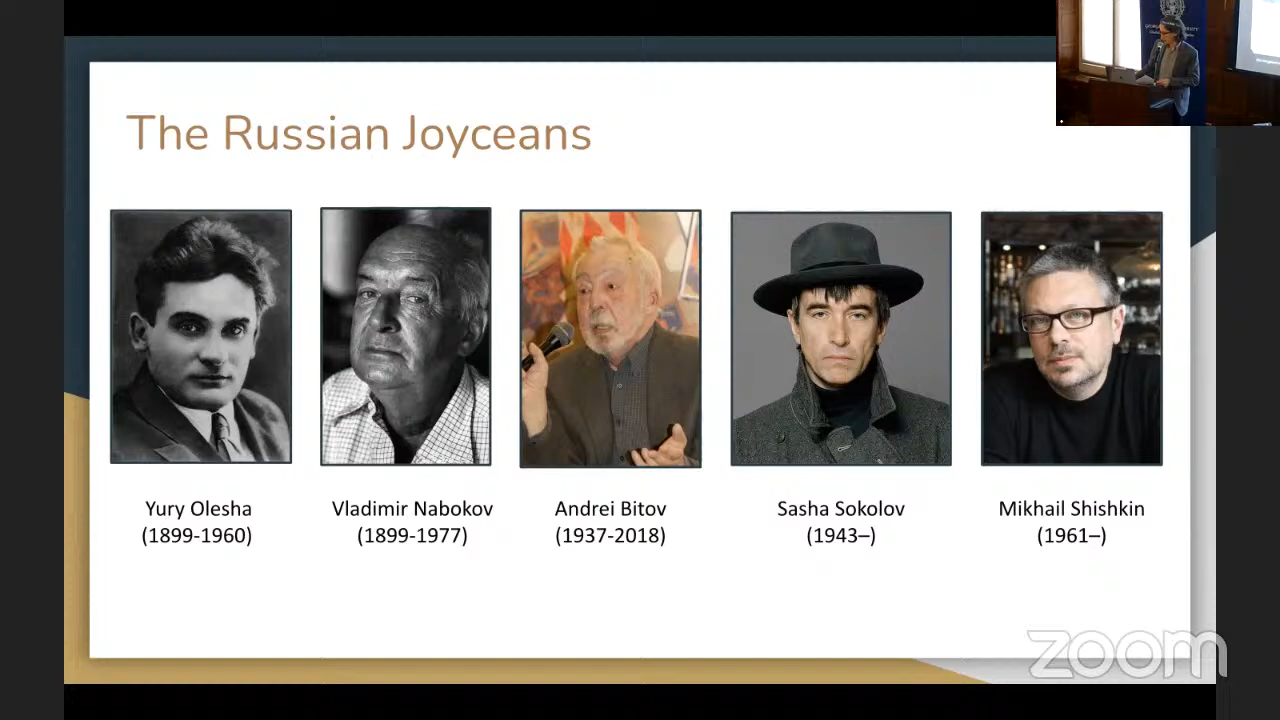 The Russian Joyceans
Yury Olesha
(1899-1960)
Vladimir Nabokov
(1899-1977)
Andrei Bitov
(1937-2018)
Sasha Sokolov
(1943–)
Mikhail Shishkin
(1961–)
zoom